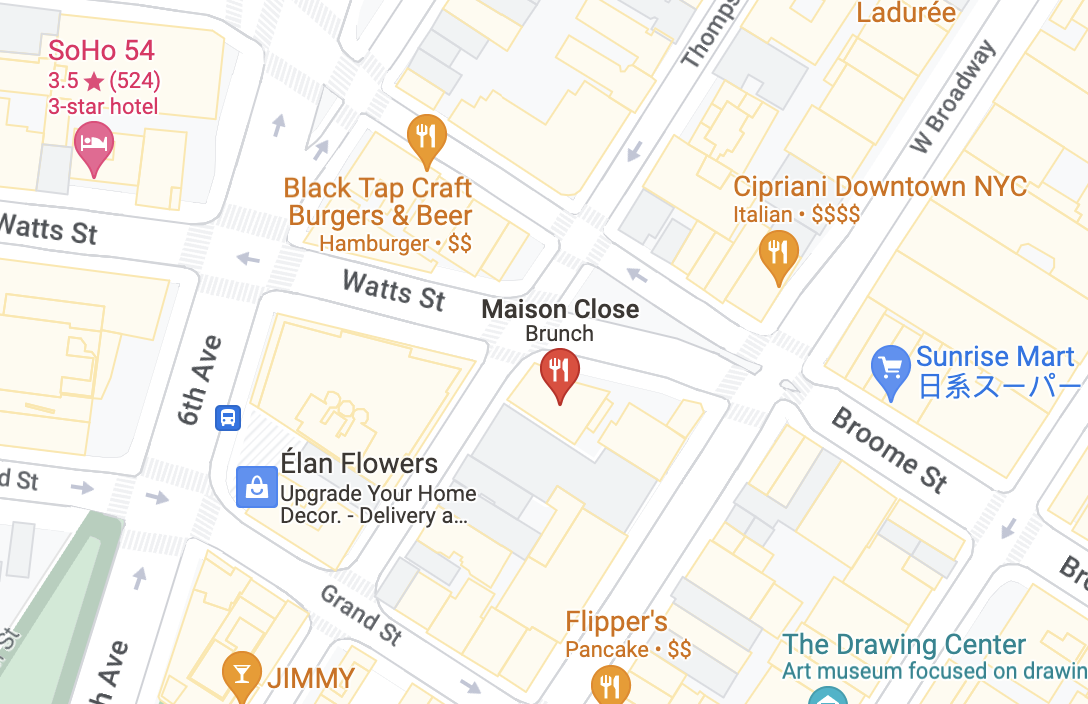 Ladurée
SoHo 54
3.5 ★ (524)
3-star hotel
Thomps
W Broadway
Black Tap Craft
Burgers & Beer
Hamburger • $$
Cipriani Downtown NYC
Italian • $$$$
Watts St
Watts St
Maison Close
Brunch
6th Ave
Sunrise Mart
日系スーパー
Broome St
Élan Flowers
Upgrade Your Home
Decor. - Delivery a...
d St
Grand St
Br
Flipper's
Pancake • $$
The Drawing Center
Art museum focused on drawin
JIMMY
h Ave
St